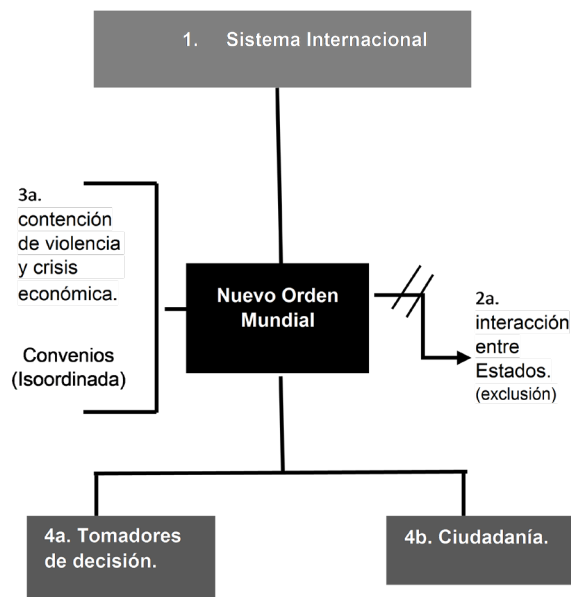 1. Sistema Internacional
3a.
contención
de violencia
y crisis
económica.
Convenios
(Isoordinada)
Nuevo Orden
Mundial
2a.
interacción
entre
Estados.
(exclusión)
4a. Tomadores
de decisión.
4b. Ciudadanía.